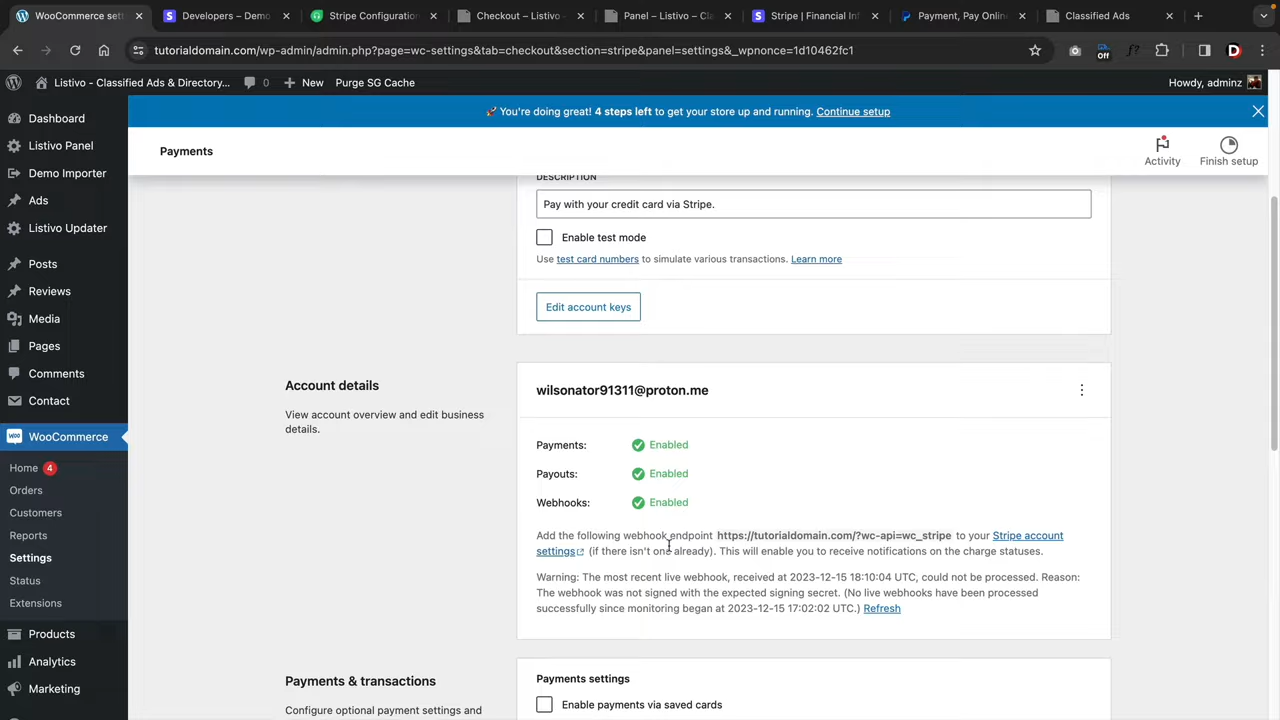 WooCommerce sett
Developers – Demo
Stripe Configuration
Checkout – Listivo –
Panel – Listivo – Cla
Stripe | Financial Inf
Payment, Pay Online
Classified Ads
tutorialdomain.com/wp-admin/admin.php?page=wc-settings&tab=checkout&section=stripe&panel=settings&_wpnonce=1d10462fc1
Off
f?
D
Listivo – Classified Ads & Directory...
0
New
Purge SG Cache
Howdy, adminz
🚀 You're doing great! 4 steps left to get your store up and running. Continue setup
Payments
Activity
Finish setup
Dashboard
Listivo Panel
Demo Importer
Ads
Listivo Updater
Posts
Reviews
Media
Pages
Comments
Contact
WooCommerce
Home 4
Orders
Customers
Reports
Settings
Status
Extensions
Products
Analytics
Marketing
DESCRIPTION
Pay with your credit card via Stripe.
Enable test mode
Use test card numbers to simulate various transactions. Learn more
Edit account keys
Account details
View account overview and edit business
details.
wilsonator91311@proton.me
Payments: Enabled
Payouts: Enabled
Webhooks: Enabled
Add the following webhook endpoint https://tutorialdomain.com/?wc-api=wc_stripe to your Stripe account
settings (if there isn't one already). This will enable you to receive notifications on the charge statuses.
Warning: The most recent live webhook, received at 2023-12-15 18:10:04 UTC, could not be processed. Reason:
The webhook was not signed with the expected signing secret. (No live webhooks have been processed
successfully since monitoring began at 2023-12-15 17:02:02 UTC.) Refresh
Payments & transactions
Configure optional payment settings and
Payments settings
Enable payments via saved cards